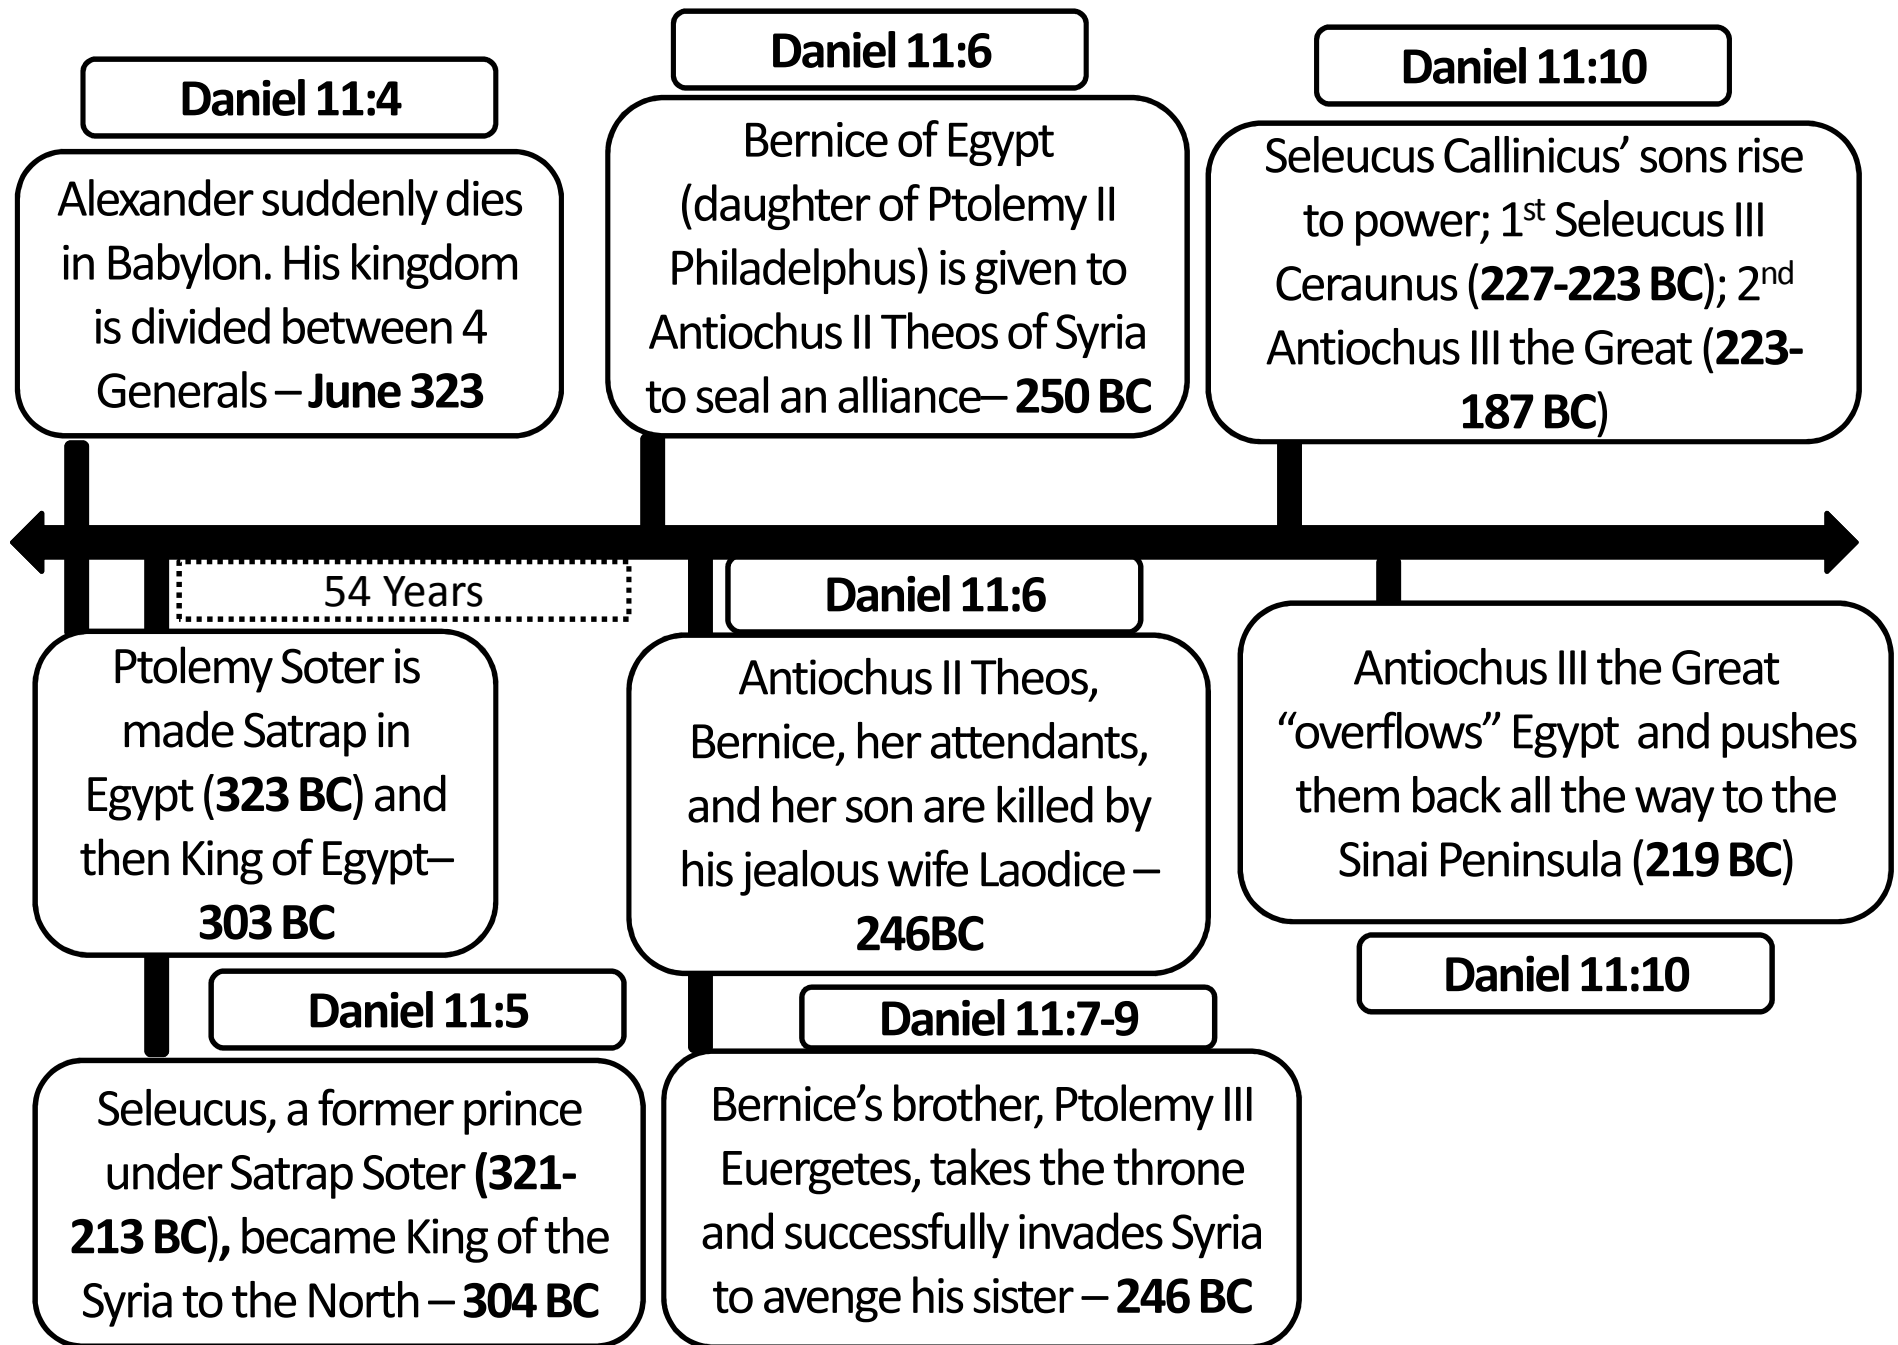 Daniel 11:4
Alexander suddenly dies
in Babylon. His kingdom
is divided between 4
Generals – June 323
Daniel 11:6
Bernice of Egypt
(daughter of Ptolemy II
Philadelphus) is given to
Antiochus II Theos of Syria
to seal an alliance– 250 BC
Daniel 11:10
Seleucus Callinicus’ sons rise
to power; 1st Seleucus III
Ceraunus (227-223 BC); 2nd
Antiochus III the Great (223-
187 BC)
54 Years
Ptolemy Soter is
made Satrap in
Egypt (323 BC) and
then King of Egypt–
303 BC
Daniel 11:5
Seleucus, a former prince
under Satrap Soter (321-
213 BC), became King of the
Syria to the North – 304 BC
Daniel 11:6
Antiochus II Theos,
Bernice, her attendants,
and her son are killed by
his jealous wife Laodice –
246BC
Daniel 11:7-9
Bernice’s brother, Ptolemy III
Euergetes, takes the throne
and successfully invades Syria
to avenge his sister – 246 BC
Antiochus III the Great
“overflows” Egypt  and pushes
them back all the way to the
Sinai Peninsula (219 BC)
Daniel 11:10